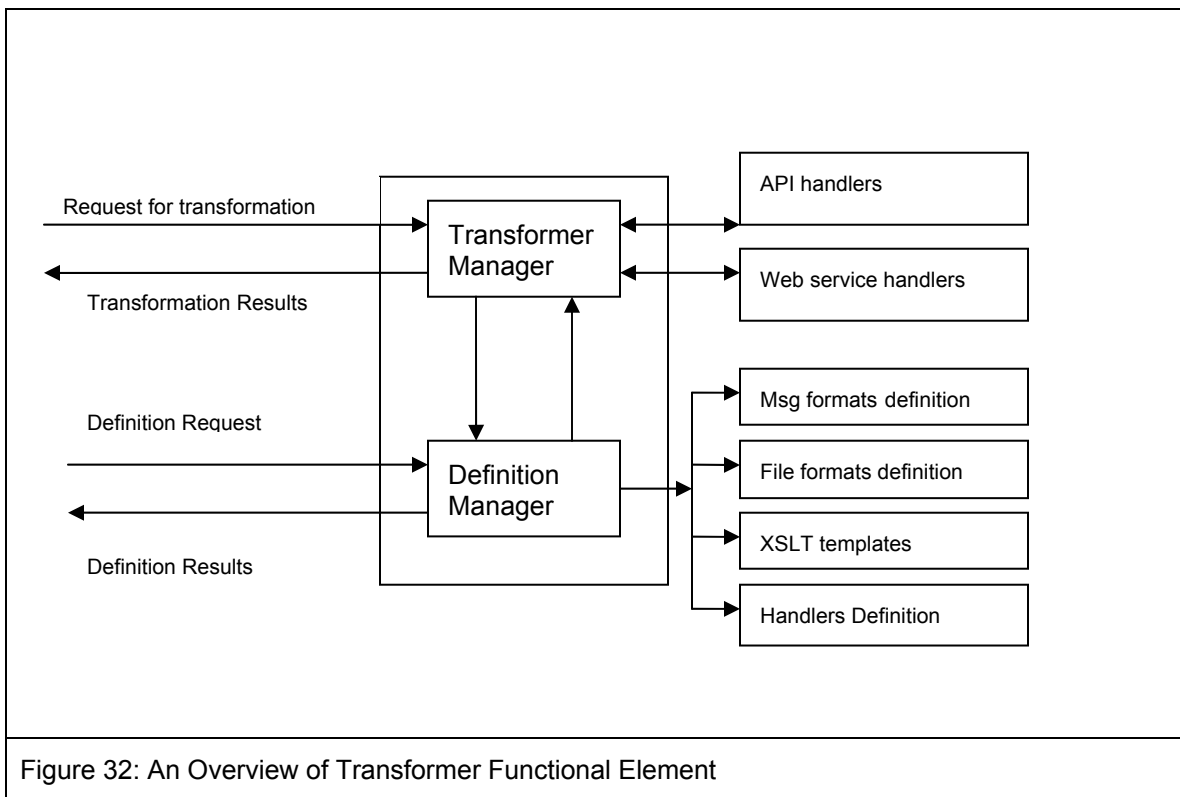 API handlers
Request for transformation
Transformer
Manager
Web service handlers
Transformation Results
Msg formats definition
Definition Request
Definition
Manager
File formats definition
XSLT templates
Definition Results
Handlers Definition
Figure 32: An Overview of Transformer Functional Element